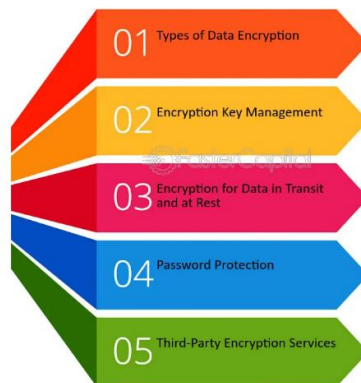 01
Types of Data Encryption
02
Encryption Key Management
FasterCapital
03
Encryption for Data in Transit
and at Rest
04
Password Protection
05
Third-Party Encryption Services